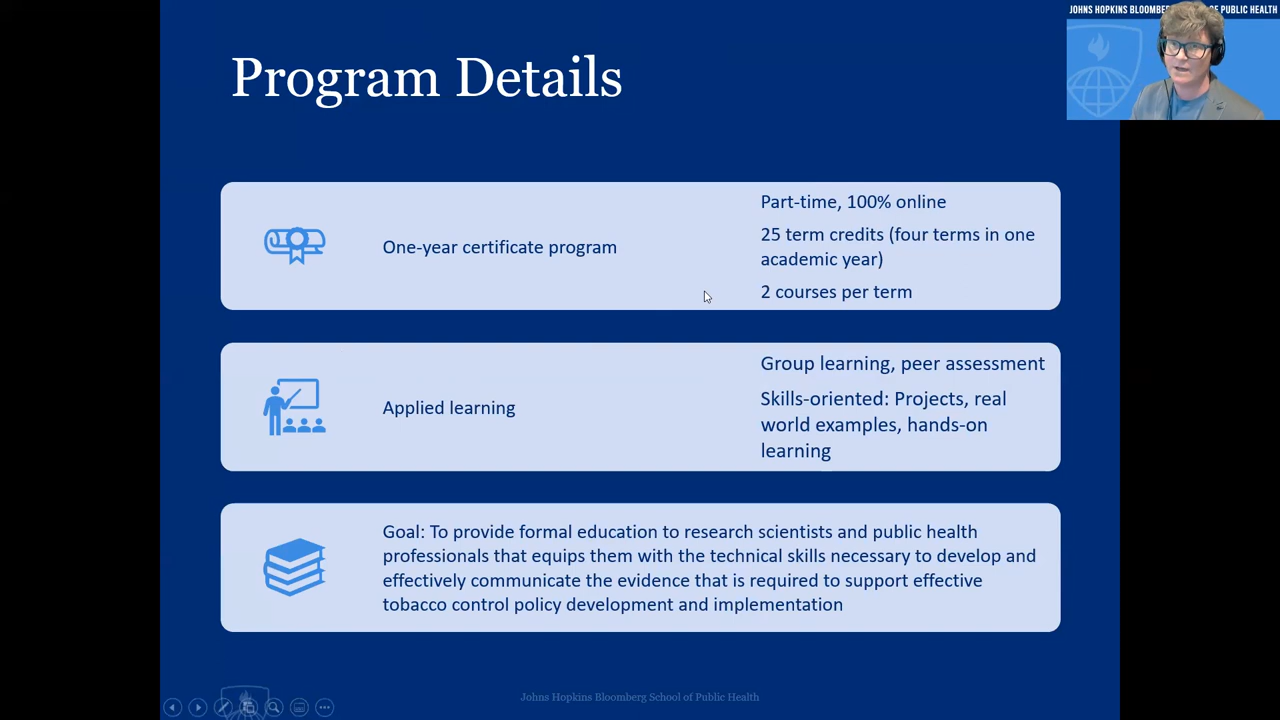 JOHNS HOPKINS BLOOMBERG SCHOOL OF PUBLIC HEALTH
Program Details
One-year certificate program
Part-time, 100% online
25 term credits (four terms in one
academic year)
2 courses per term
Applied learning
Group learning, peer assessment
Skills-oriented: Projects, real
world examples, hands-on
learning
Goal: To provide formal education to research scientists and public health
professionals that equips them with the technical skills necessary to develop and
effectively communicate the evidence that is required to support effective
tobacco control policy development and implementation
Johns Hopkins Bloomberg School of Public Health